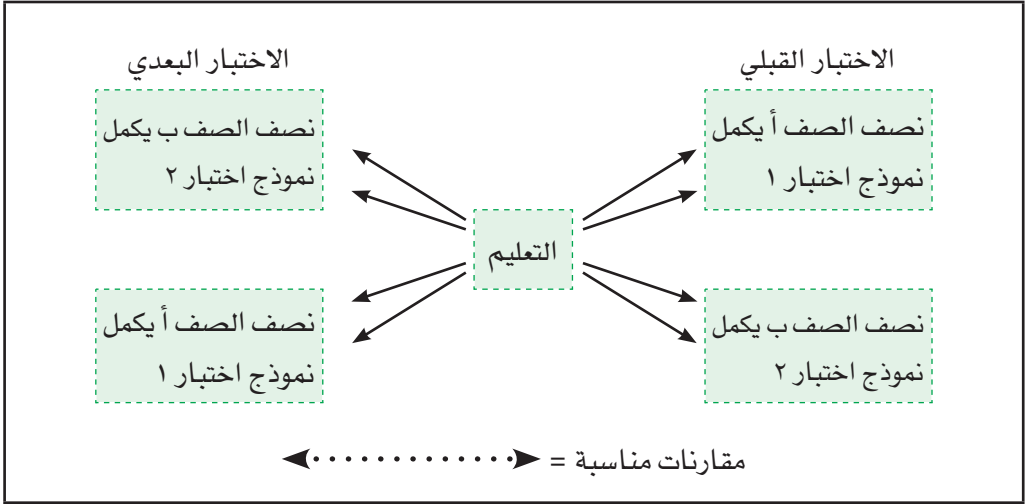 الاختبار القبلي
نصف الصف أ يكمل
نموذج اختبار ١
نصف الصف ب يكمل
نموذج اختبار ٢
التعليم
الاختبار البعدي
نصف الصف ب يكمل
نموذج اختبار ٢
نصف الصف أ يكمل
نموذج اختبار ١
مقارنات مناسبة =